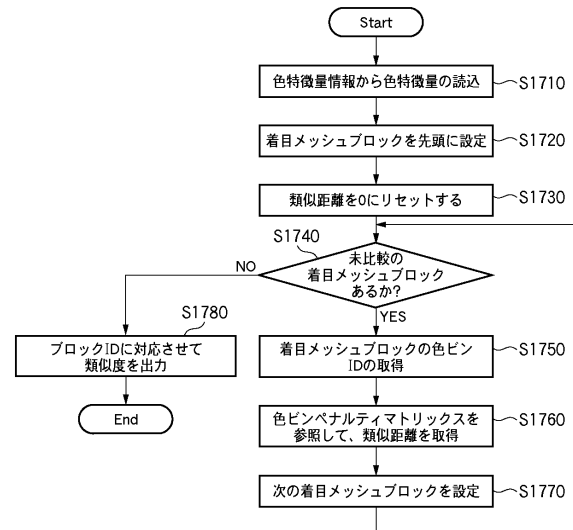 Start
色特徴量情報から色特徴量の読込
S1710
着目メッシュブロックを先頭に設定
S1720
類似距離を0にリセットする
S1730
S1740
未比較の
着目メッシュブロック
あるか?
NO
YES
S1780
ブロックIDに対応させて
類似度を出力
End
着目メッシュブロックの色ビン
IDの取得
S1750
色ビンペナルティマトリックスを
参照して、類似距離を取得
S1760
次の着目メッシュブロックを設定
S1770